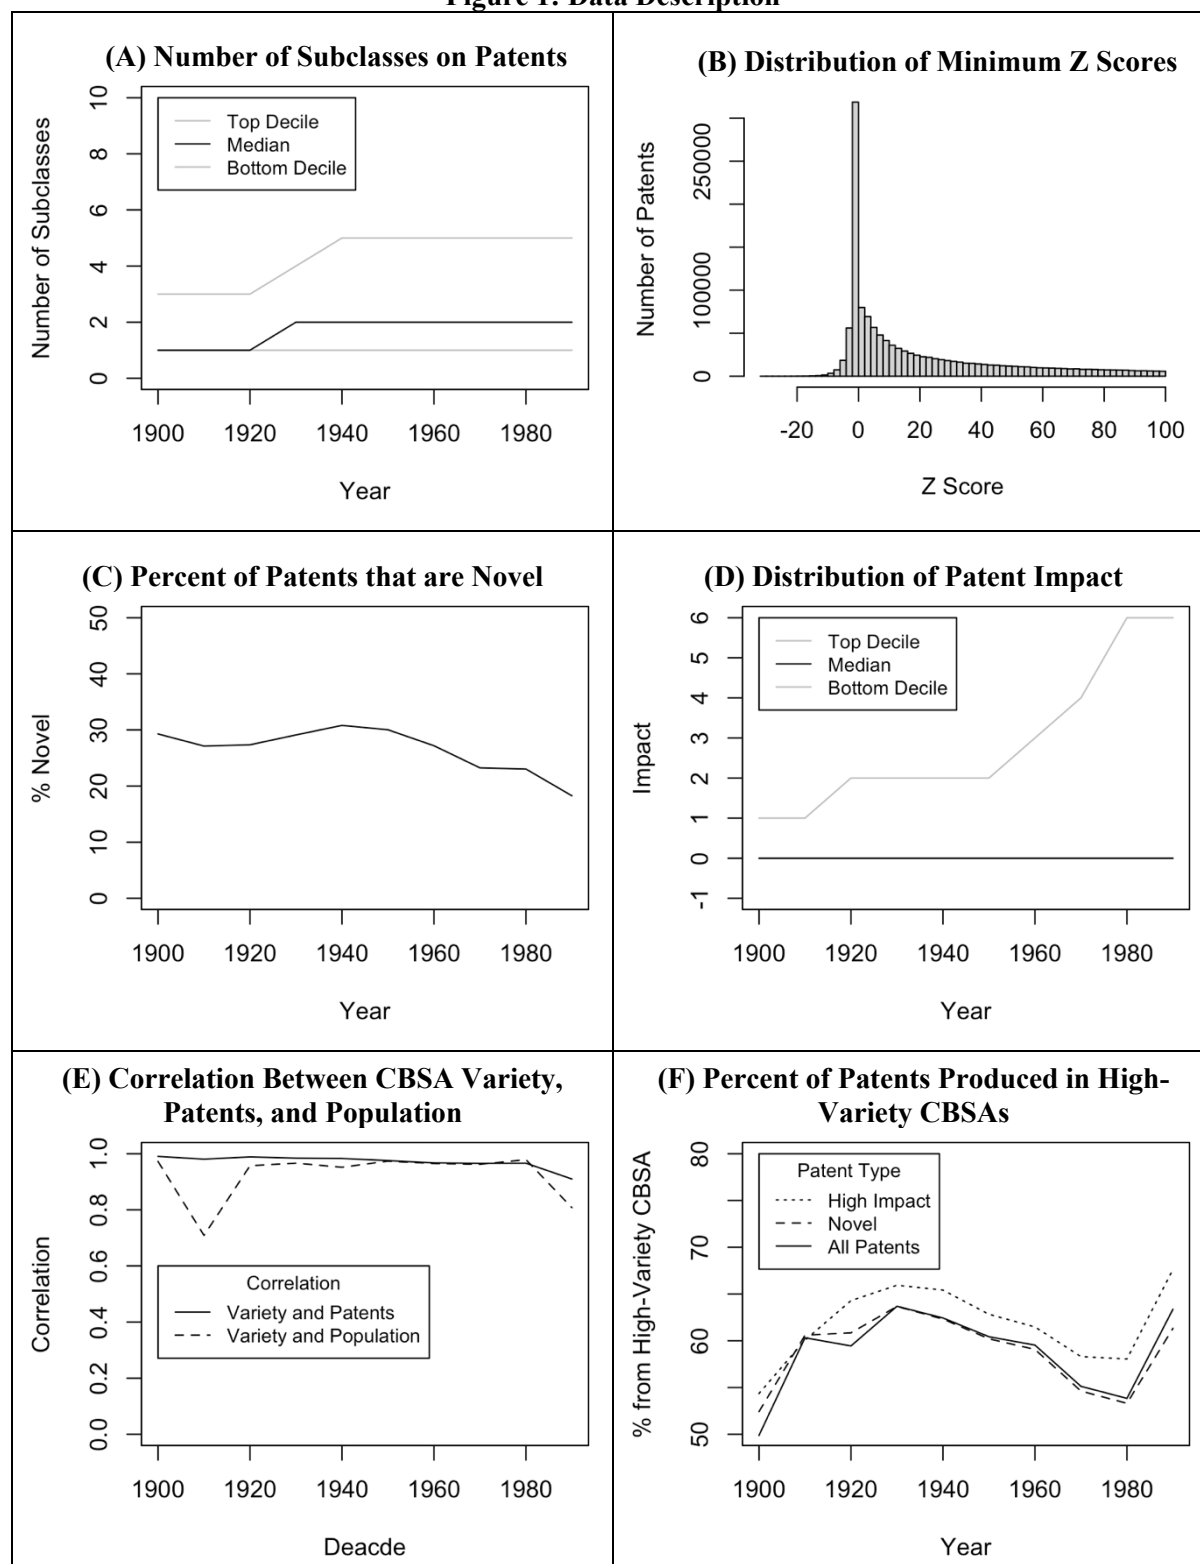 Figure 1: Data Description
(A) Number of Subclasses on Patents
Number of Subclasses
10
8
6
4
2
0
Top Decile
Median
Bottom Decile
1900 1920 1940 1960 1980
Year
(B) Distribution of Minimum Z Scores
Number of Patents
250000
100000
0
-20 0 20 40 60 80 100
Z Score
(C) Percent of Patents that are Novel
% Novel
50
40
30
20
10
0
1900 1920 1940 1960 1980
Year
(D) Distribution of Patent Impact
Impact
6
5
4
3
2
1
0
-1
Top Decile
Median
Bottom Decile
1900 1920 1940 1960 1980
Year
(E) Correlation Between CBSA Variety,
Patents, and Population
Correlation
1.0
0.8
0.6
0.4
0.2
0.0
Correlation
Variety and Patents
Variety and Population
1900 1920 1940 1960 1980
Deacde
(F) Percent of Patents Produced in High-
Variety CBSAs
% from High-Variety CBSA
80
70
60
50
Patent Type
High Impact
Novel
All Patents
1900 1920 1940 1960 1980
Year